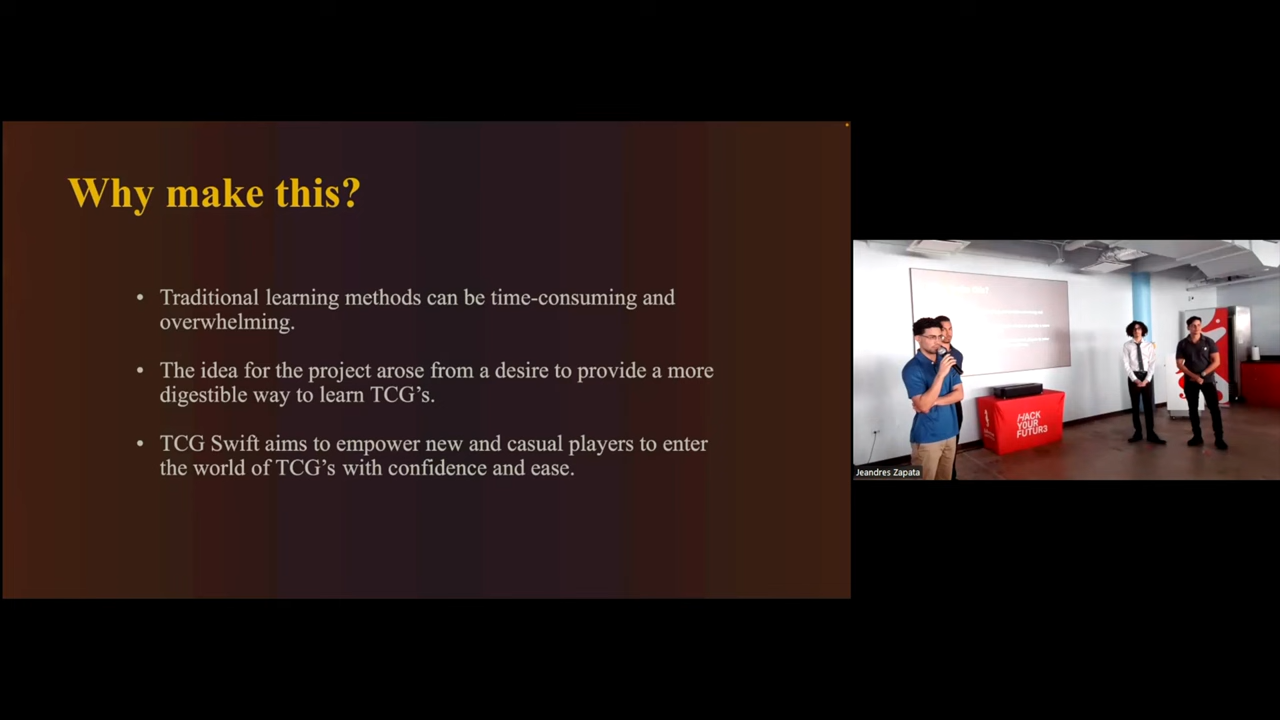 Why make this?
• Traditional learning methods can be time-consuming and
overwhelming.
• The idea for the project arose from a desire to provide a more
digestible way to learn TCG’s.
• TCG Swift aims to empower new and casual players to enter
the world of TCG’s with confidence and ease.
HACK
YOUR
FUTUR3
Jeandres Zapata